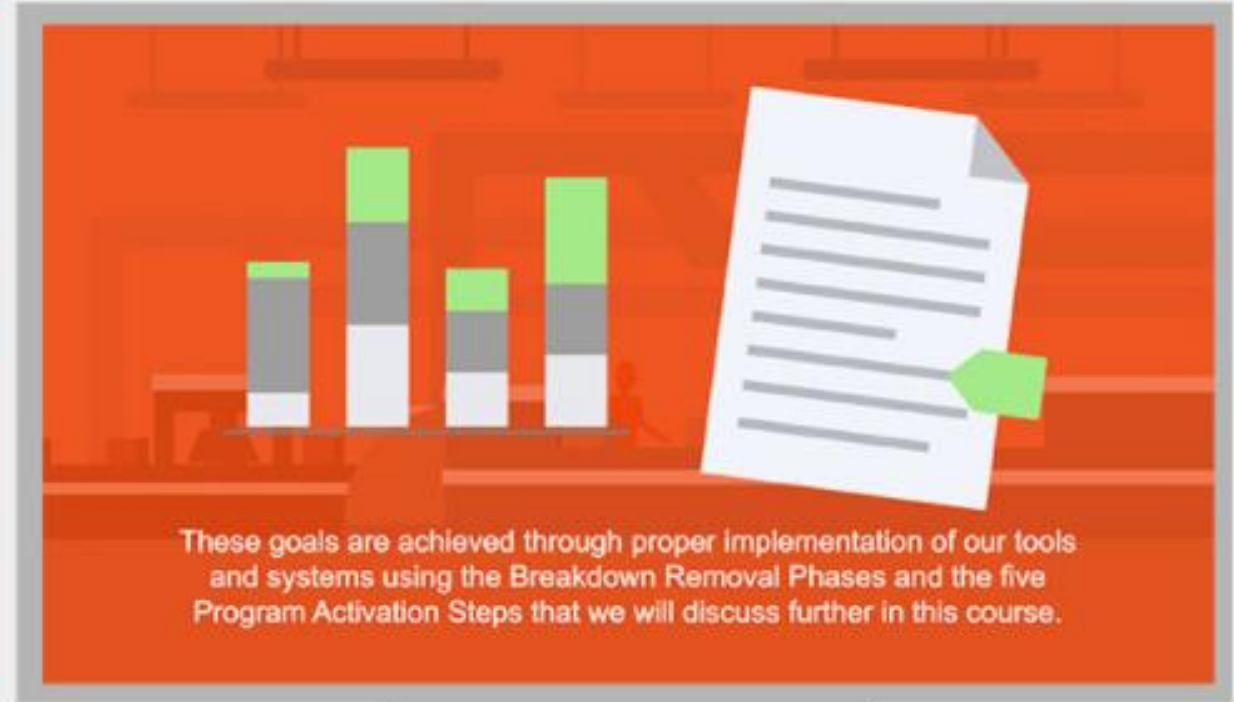 These goals are achieved through proper implementation of our tools
and systems using the Breakdown Removal Phases and the five
Program Activation Steps that we will discuss further in this course.